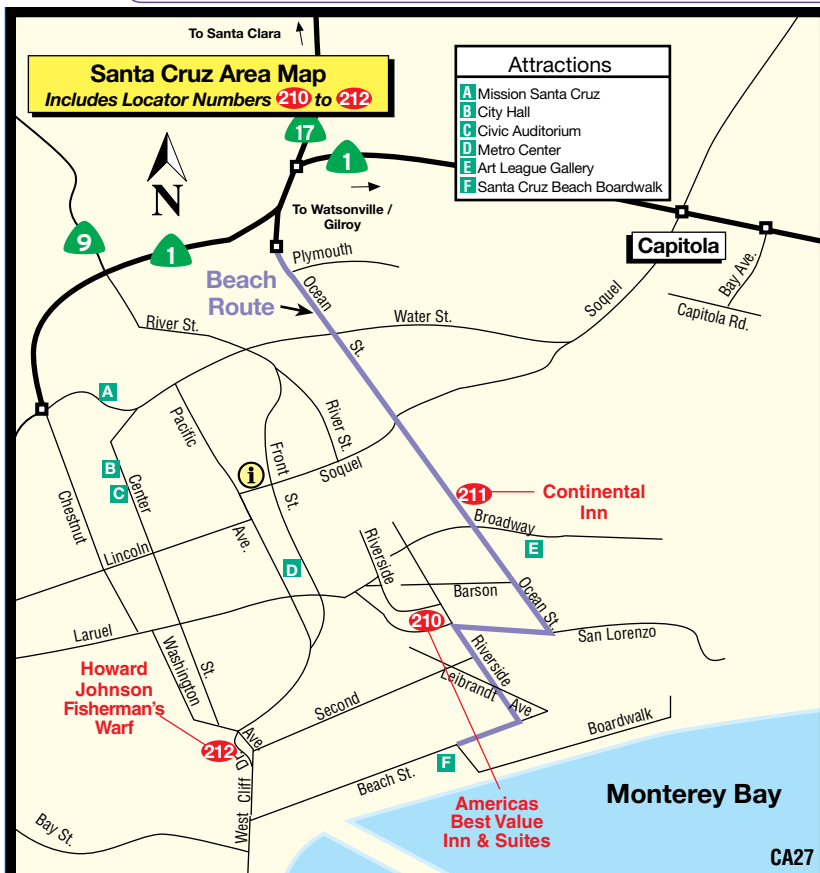 To Santa Clara
Santa Cruz Area Map
Includes Locator Numbers 210 to 212
Attractions
A Mission Santa Cruz
B City Hall
C Civic Auditorium
D Metro Center
E Art League Gallery
F Santa Cruz Beach Boardwalk
17
1
N
To Watsonville /
Gilroy
9
1
Capitola
Plymouth
Beach
Route
Ocean
St.
Soquel
Bay Ave.
Capitola Rd.
River St.
Water St.
A
Pacific
Ave.
River St.
Front
St.
i
Soquel
B
C
Center
St.
Chestnut
211
Continental
Inn
Broadway
E
Lincoln
D
Riverside
Barson
Ocean St.
210
San Lorenzo
Laruel
Washington
Riverside
Ave.
Leibrandt
Howard
Johnson
Fisherman's
Warf
212
Second
Ave.
Dr.
West Cliff
Boardwalk
Beach St.
F
Bay St.
Americas
Best Value
Inn & Suites
Monterey Bay
CA27